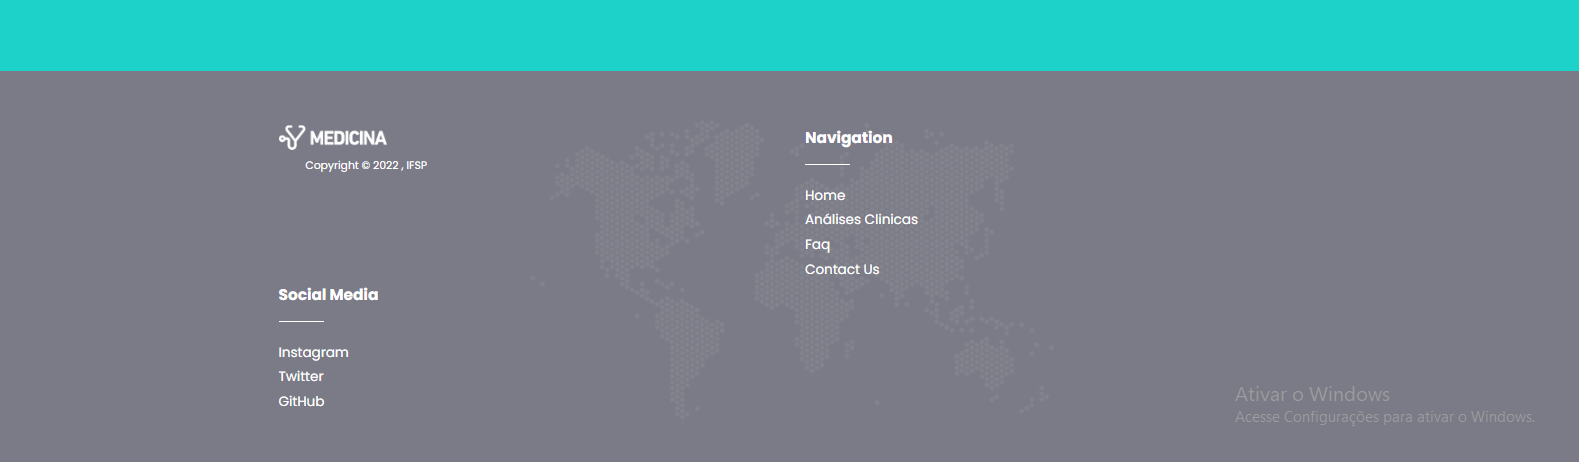 MEDICINA
Copyright © 2022 , IFSP
Navigation
Home
Análises Clinicas
Faq
Contact Us
Social Media
Instagram
Twitter
GitHub
Ativar o Windows
Acesse Configurações para ativar o Windows.